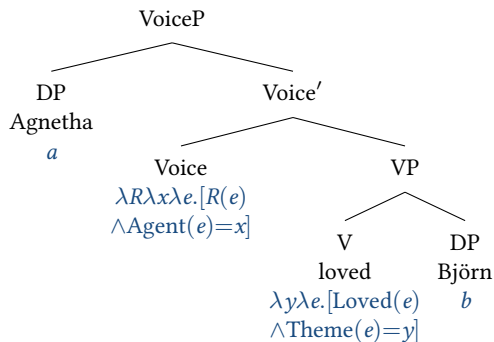 VoiceP
DP
Agnetha
a
Voice′
Voice
λRλxλe.[R(e)
∧Agent(e)=x]
VP
V
loved
λyλe.[Loved(e)
∧Theme(e)=y]
DP
Björn
b